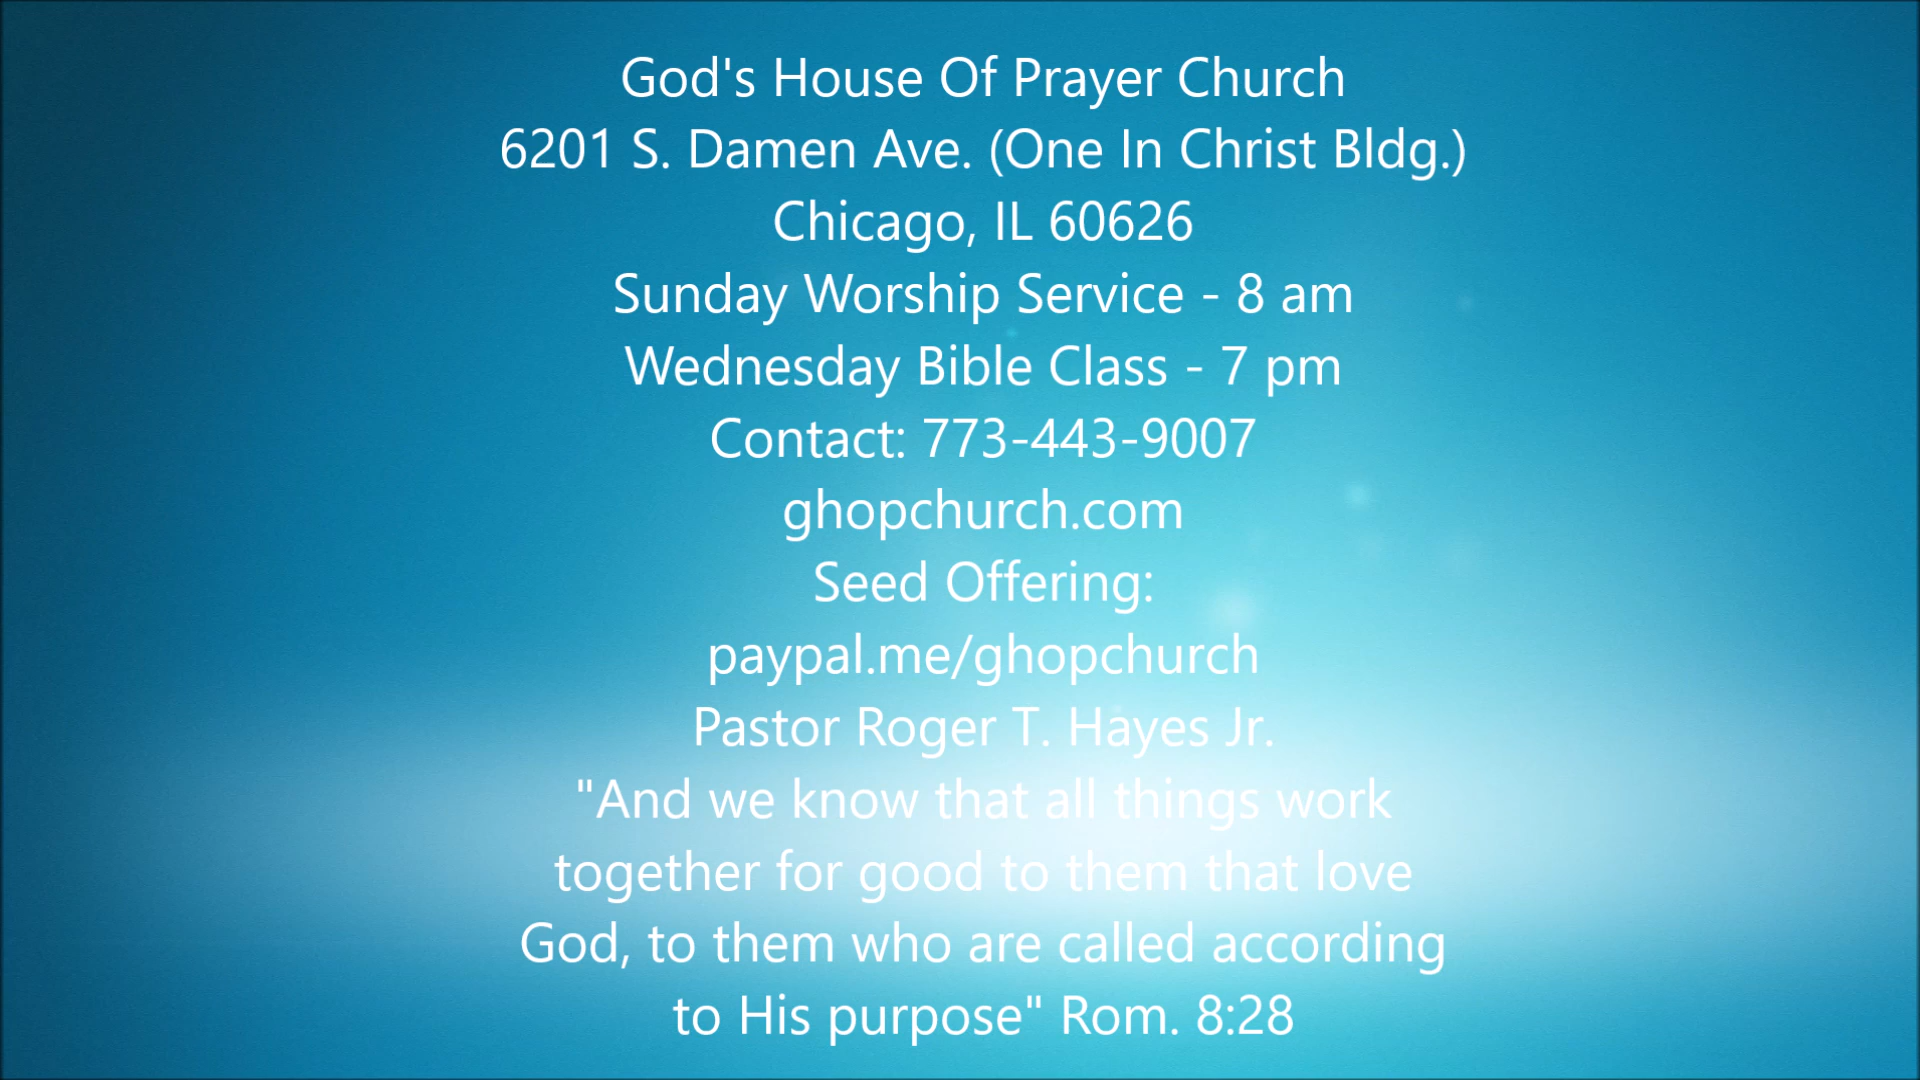 God's House Of Prayer Church
6201 S. Damen Ave. (One In Christ Bldg.)
Chicago, IL 60626
Sunday Worship Service - 8 am
Wednesday Bible Class - 7 pm
Contact: 773-443-9007
ghopchurch.com
Seed Offering:
paypal.me/ghopchurch
Pastor Roger T. Hayes Jr.
"And we know that all things work
together for good to them that love
God, to them who are called according
to His purpose" Rom. 8:28